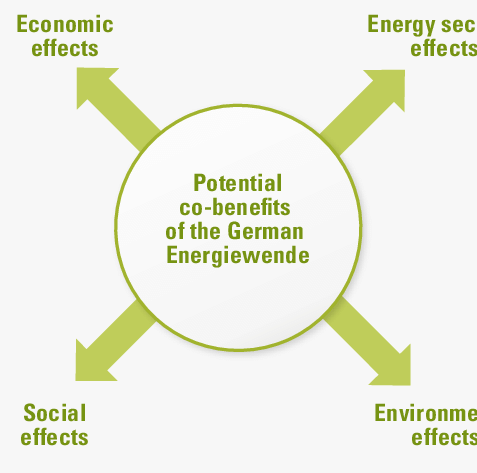 Economic
effects
Energy sec
effects
Potential
co-benefits
of the German
Energiewende
Social
effects
Environme
effects